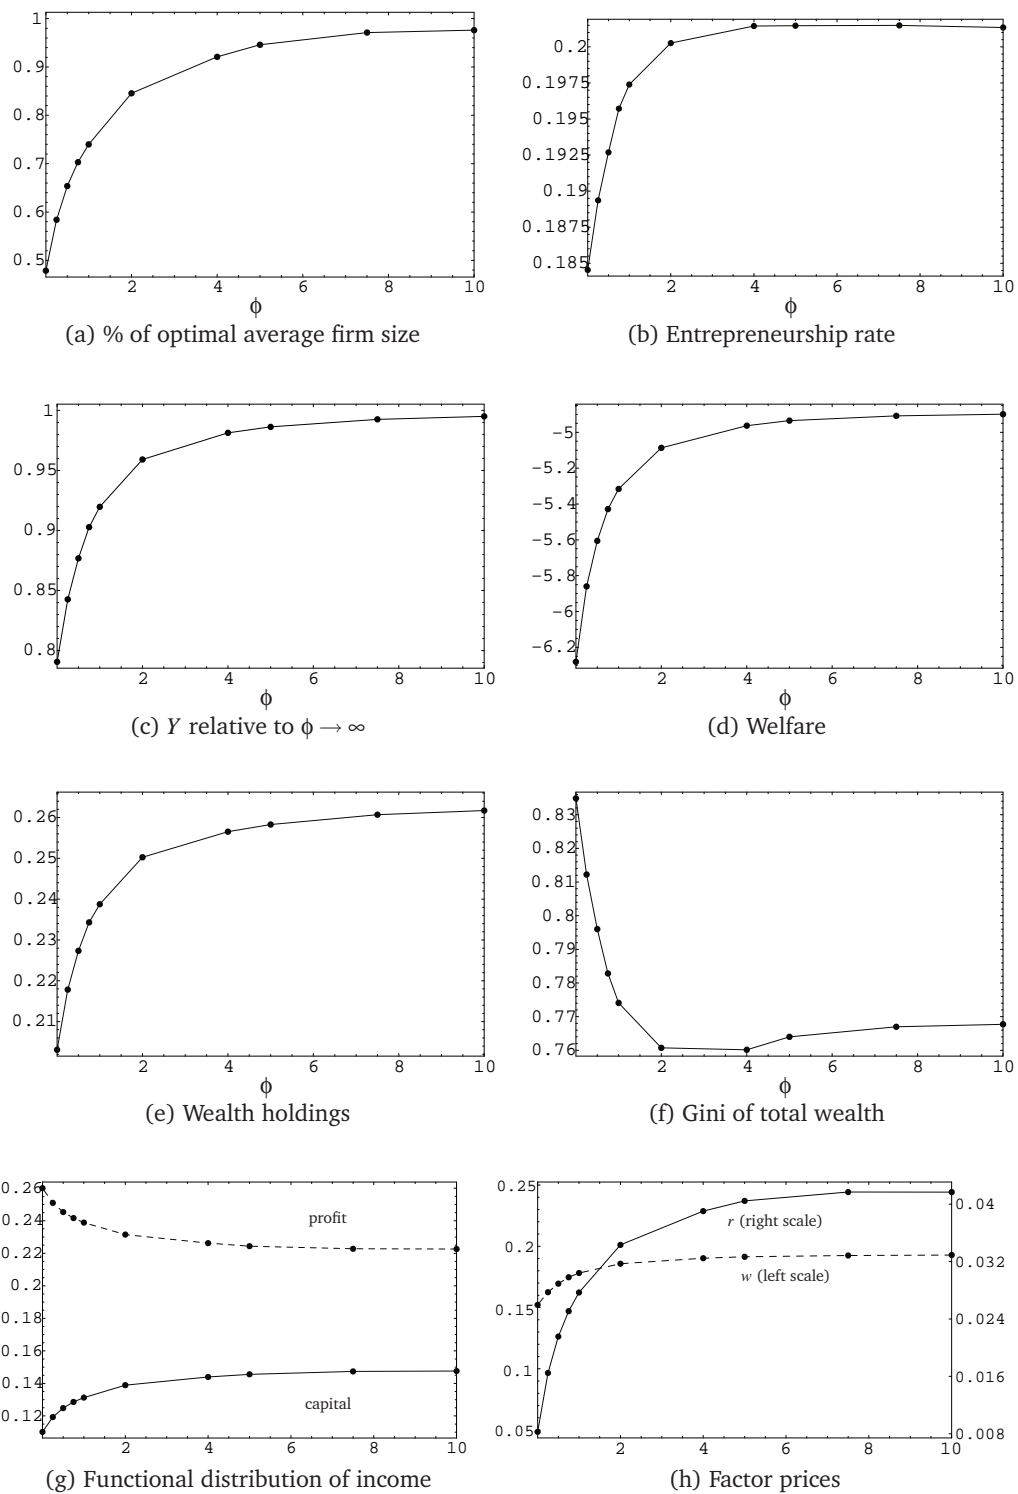 1
0.9
0.8
0.7
0.6
0.5
2 4 6 8 10
ϕ
(a) % of optimal average firm size
0.2
0.1975
0.195
0.1925
0.19
0.1875
0.185
2 4 6 8 10
ϕ
(b) Entrepreneurship rate
1
0.95
0.9
0.85
0.8
2 4 6 8 10
ϕ
(c) Y relative to ϕ → ∞
-5
-5.2
-5.4
-5.6
-5.8
-6
-6.2
2 4 6 8 10
ϕ
(d) Welfare
0.26
0.25
0.24
0.23
0.22
0.21
2 4 6 8 10
ϕ
(e) Wealth holdings
0.83
0.82
0.81
0.8
0.79
0.78
0.77
0.76
2 4 6 8 10
ϕ
(f) Gini of total wealth
0.26
0.24
0.22
0.2
0.18
0.16
0.14
0.12
profit
capital
2 4 6 8 10
(g) Functional distribution of income
0.25
0.2
0.15
0.1
0.05
r (right scale)
w (left scale)
0.04
0.032
0.024
0.016
0.008
2 4 6 8 10
(h) Factor prices